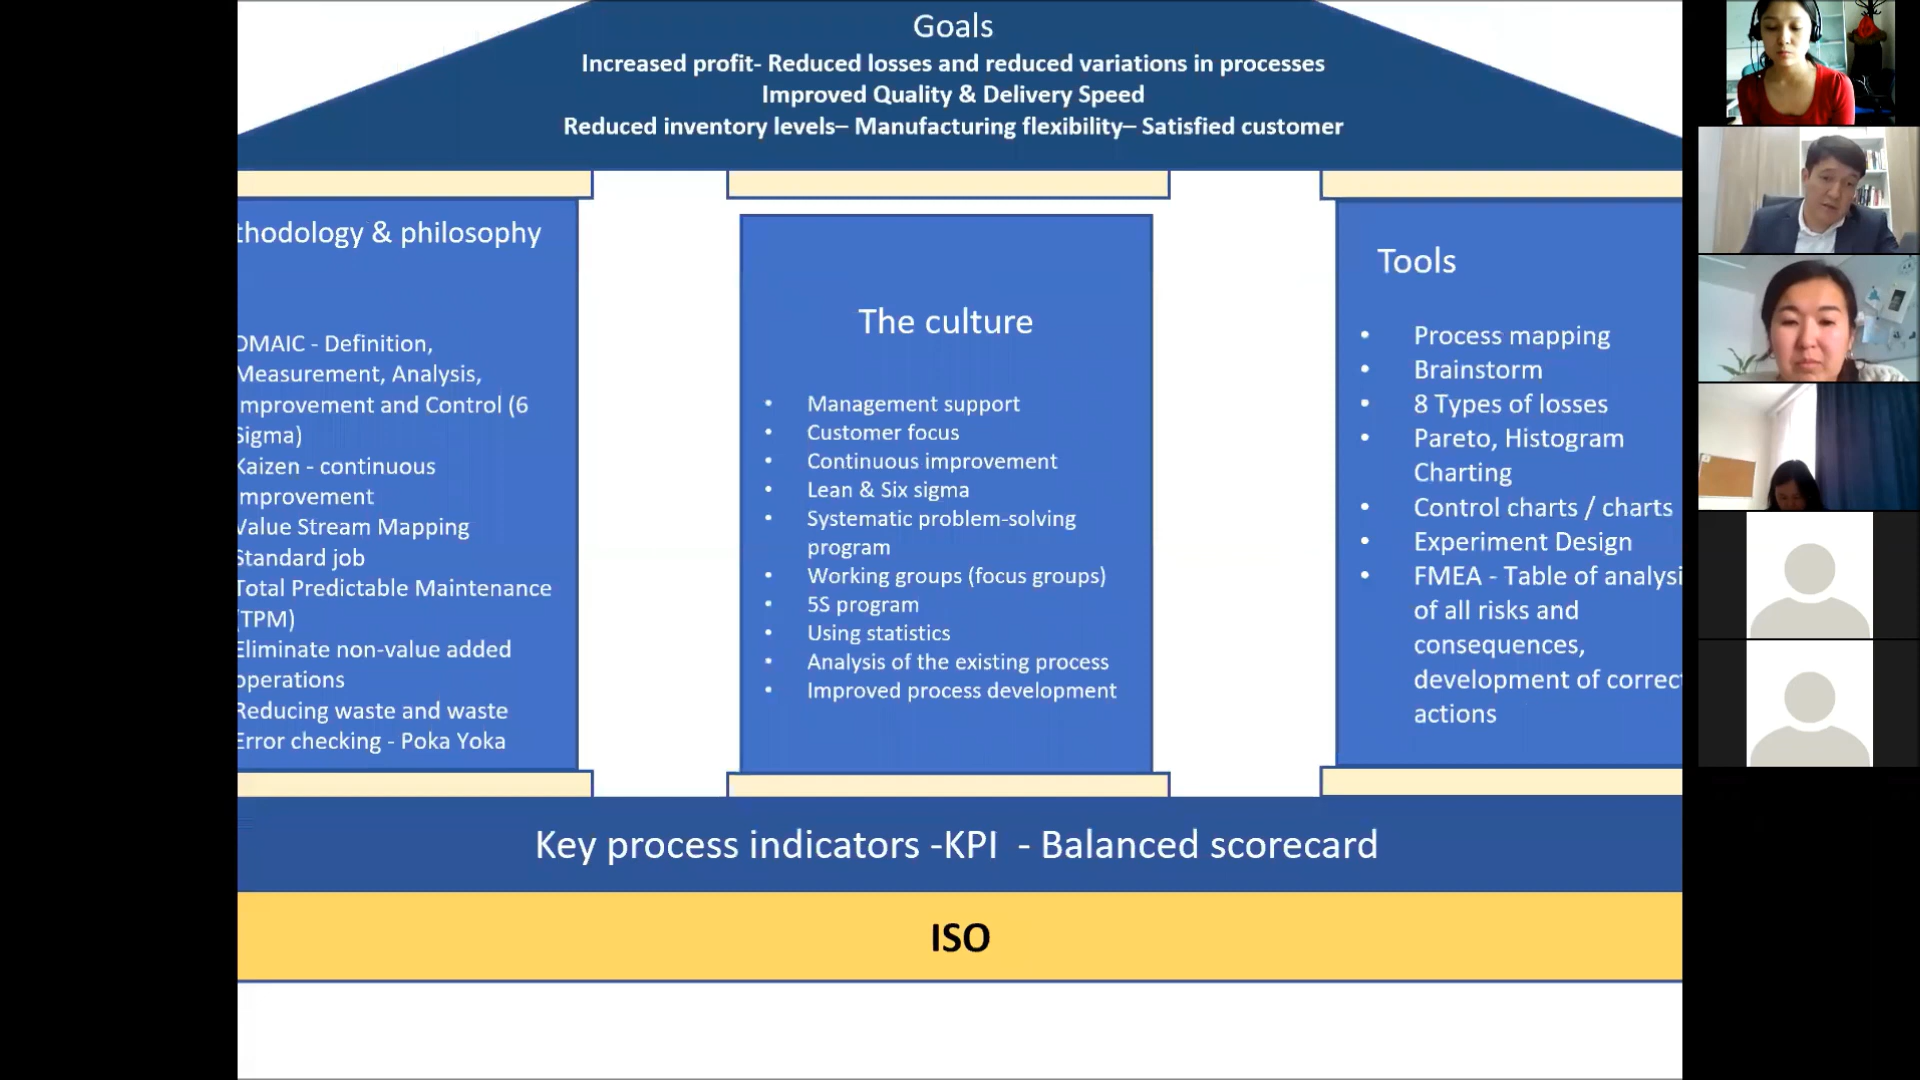 Goals
Increased profit- Reduced losses and reduced variations in processes
Improved Quality & Delivery Speed
Reduced inventory levels– Manufacturing flexibility– Satisfied customer
thodology & philosophy
DMAIC - Definition,
Measurement, Analysis,
mprovement and Control (6
Sigma)
Kaizen - continuous
mprovement
Value Stream Mapping
Standard job
Total Predictable Maintenance
(TPM)
Eliminate non-value added
operations
Reducing waste and waste
Error checking - Poka Yoka
The culture
• Management support
• Customer focus
• Continuous improvement
• Lean & Six sigma
• Systematic problem-solving
program
• Working groups (focus groups)
• 5S program
• Using statistics
• Analysis of the existing process
• Improved process development
Tools
• Process mapping
• Brainstorm
• 8 Types of losses
• Pareto, Histogram
Charting
• Control charts / charts
• Experiment Design
• FMEA - Table of analysi
of all risks and
consequences,
development of correct
actions
Key process indicators -KPI - Balanced scorecard
ISO